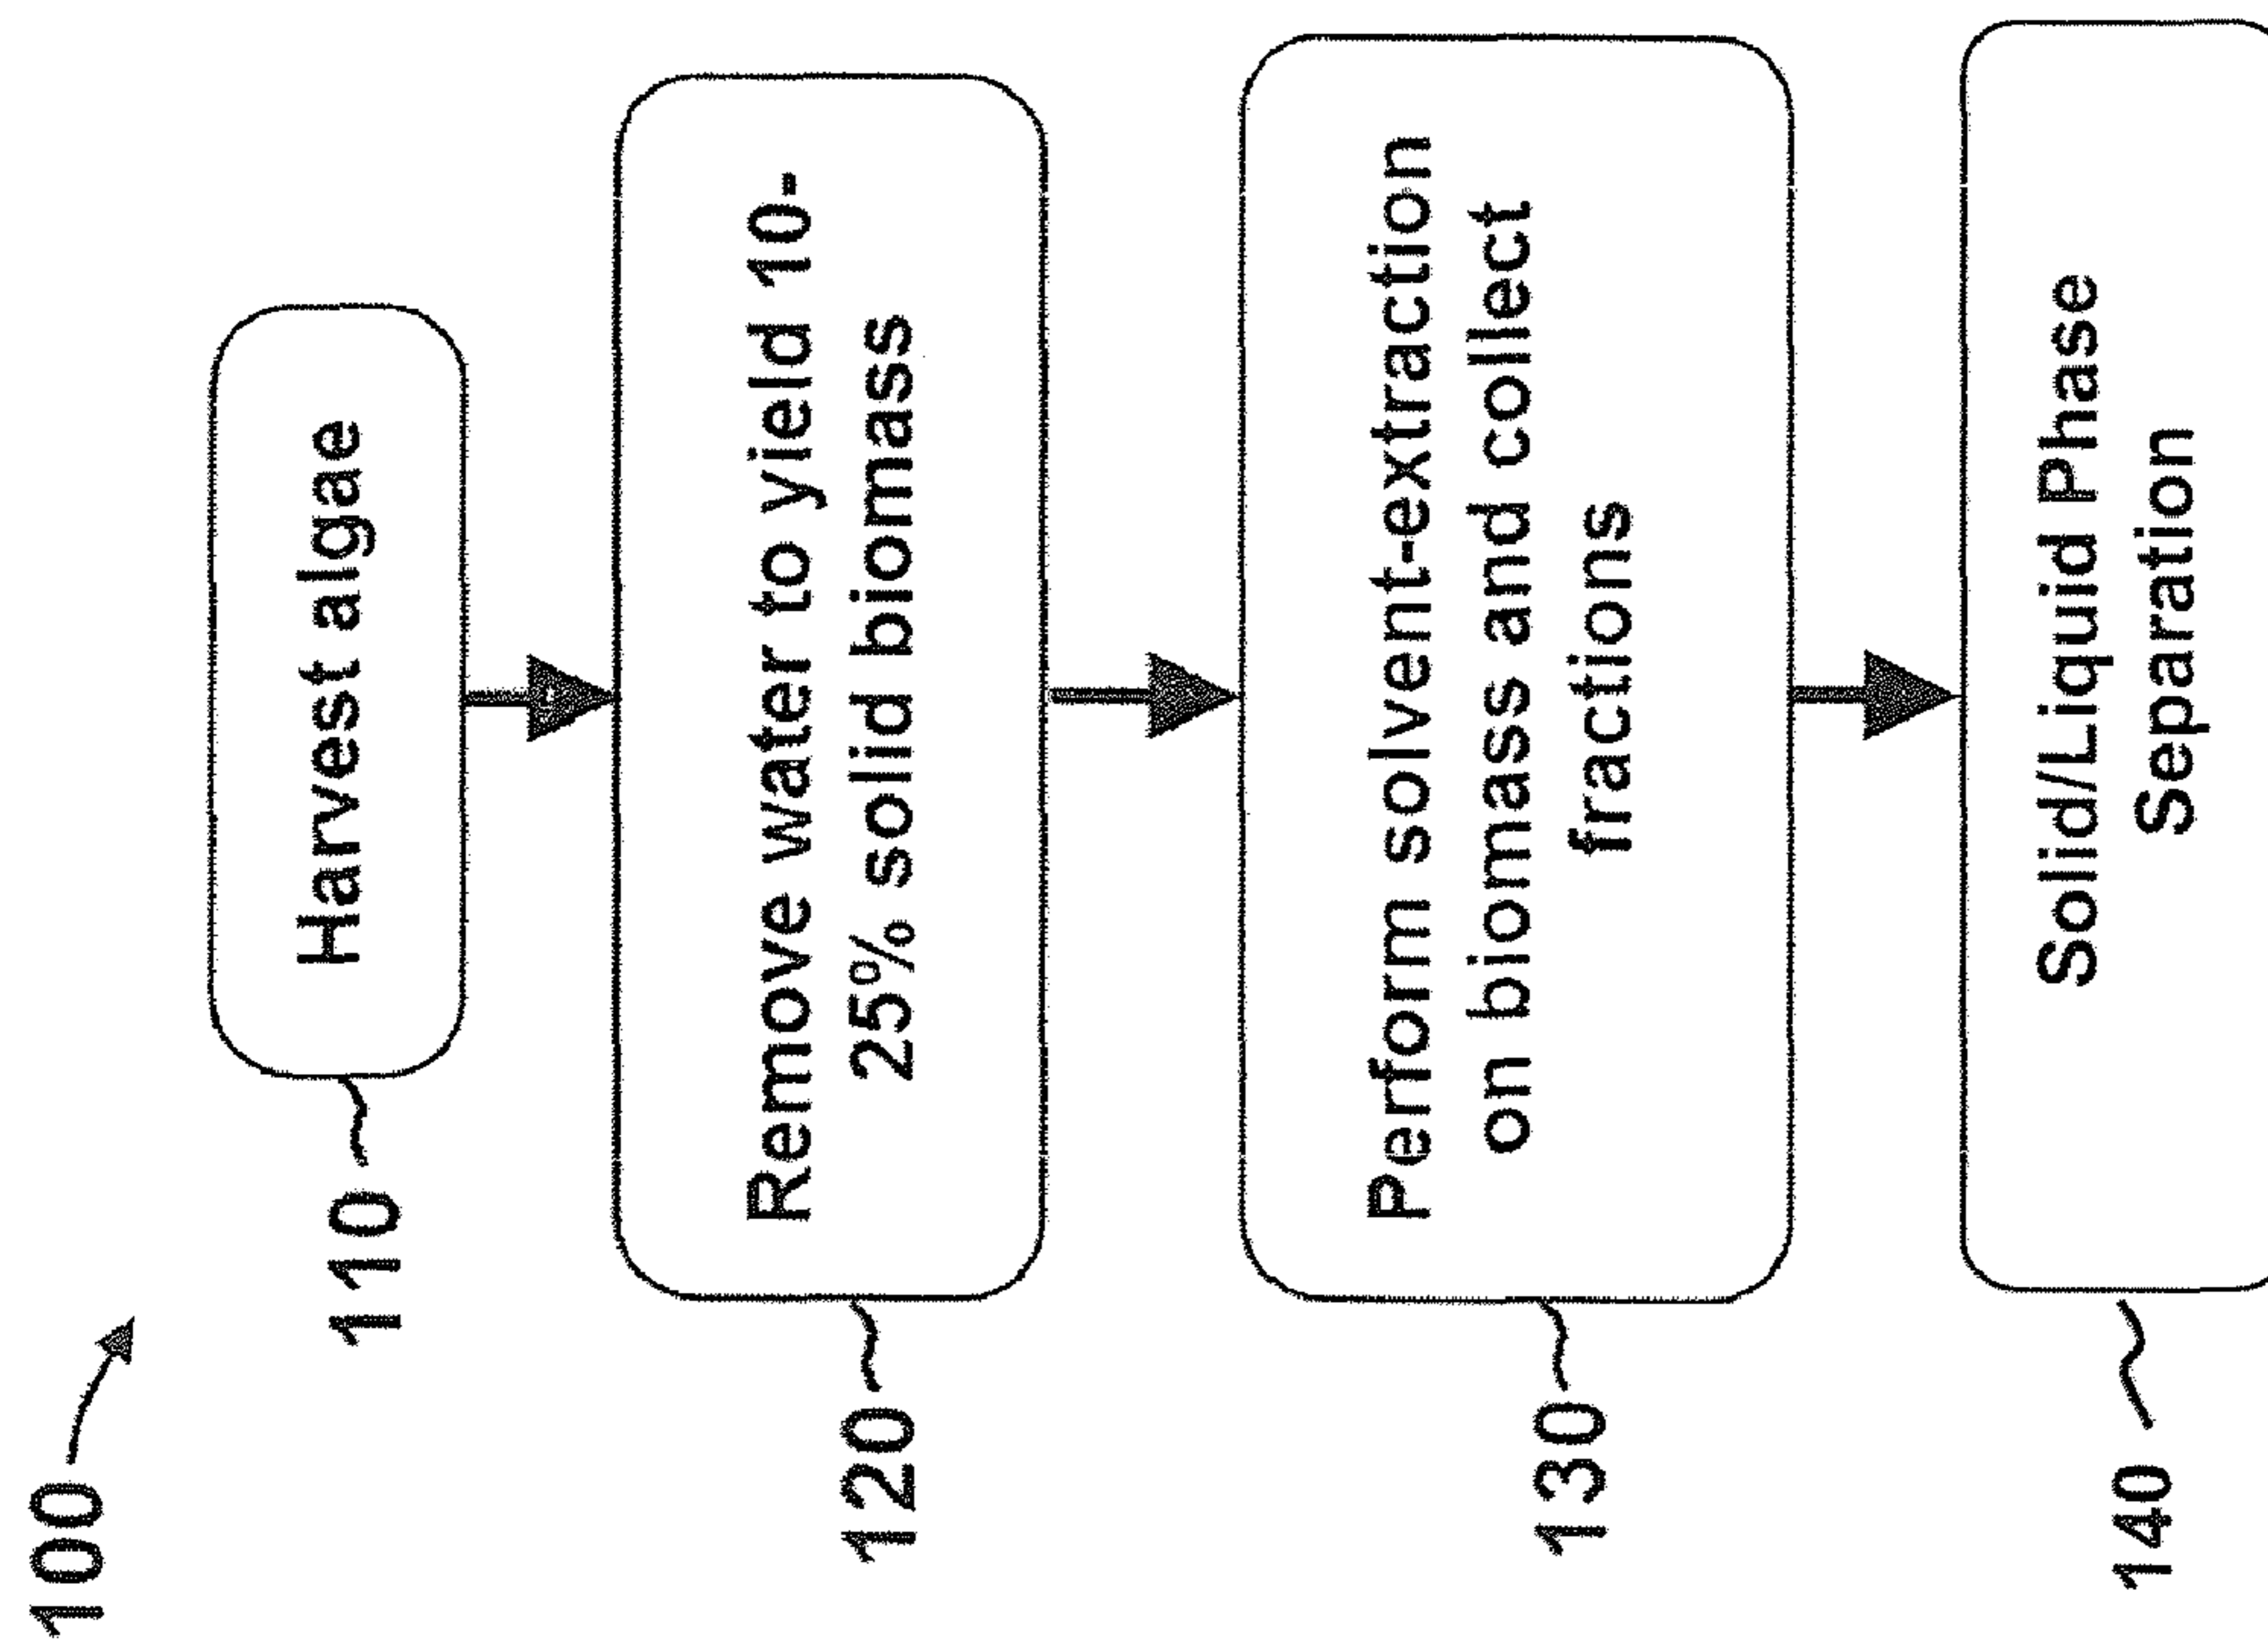 100
110
Harvest algae
120
Remove water to yield 10-
25% solid biomass
130
Perform solvent-extraction
on biomass and collect
fractions
140
Solid/Liquid Phase
Separation